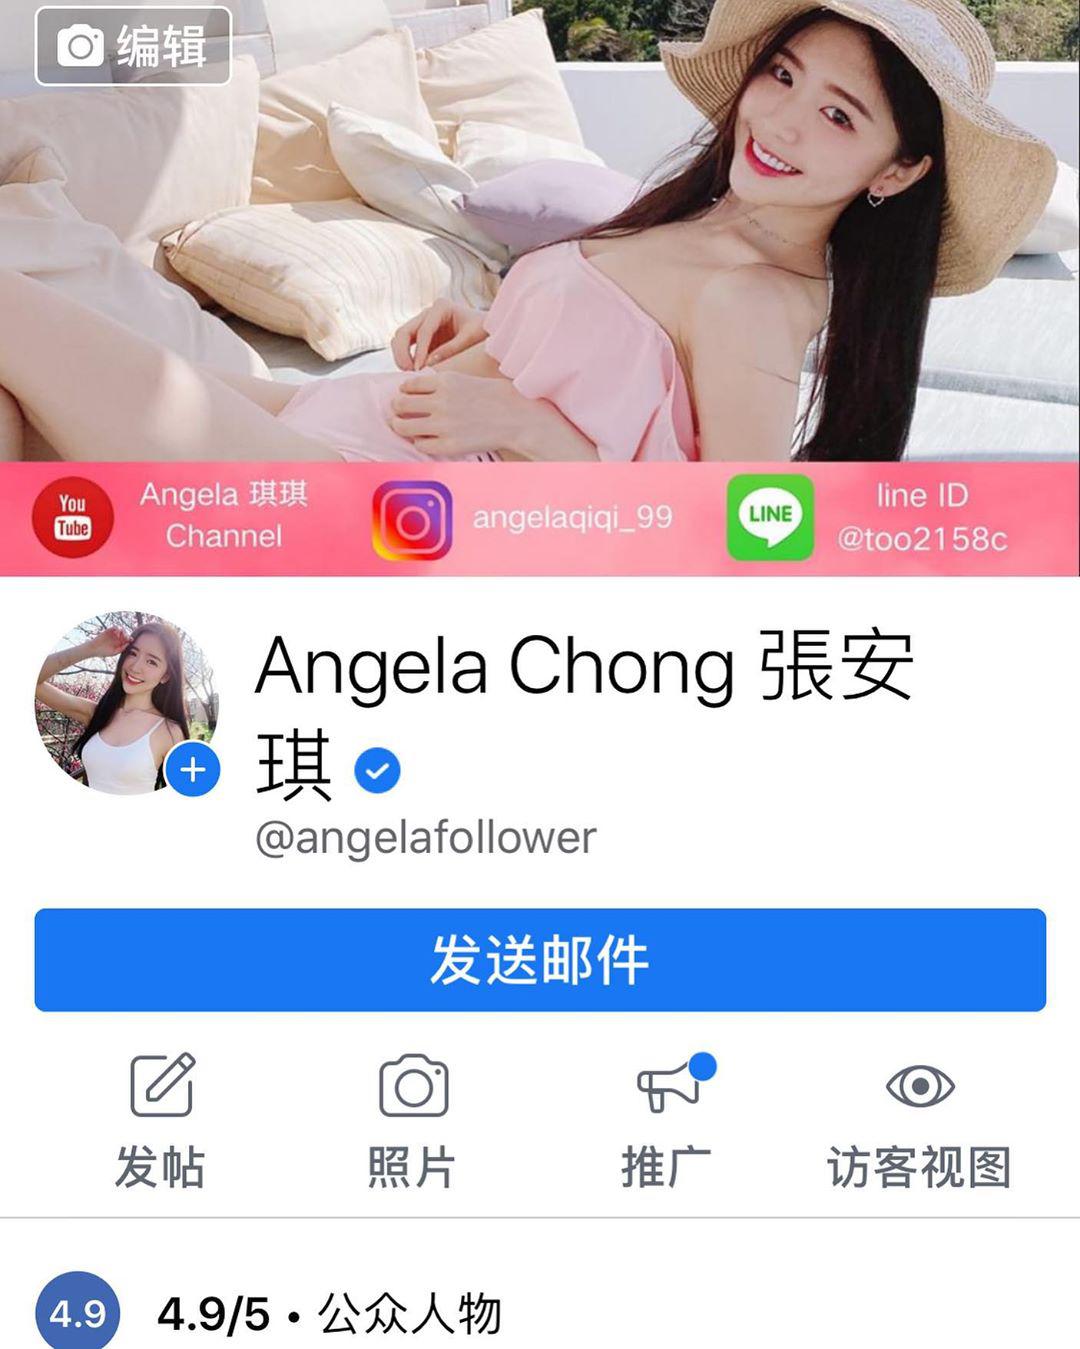 编辑
You
Tube
Angela 琪琪
Channel
angelaqiqi_99
LINE
line ID
@too2158c
Angela Chong 張安
琪
@angelafollower
发送邮件
发帖
照片
推广
访客视图
4.9
4.9/5 • 公众人物